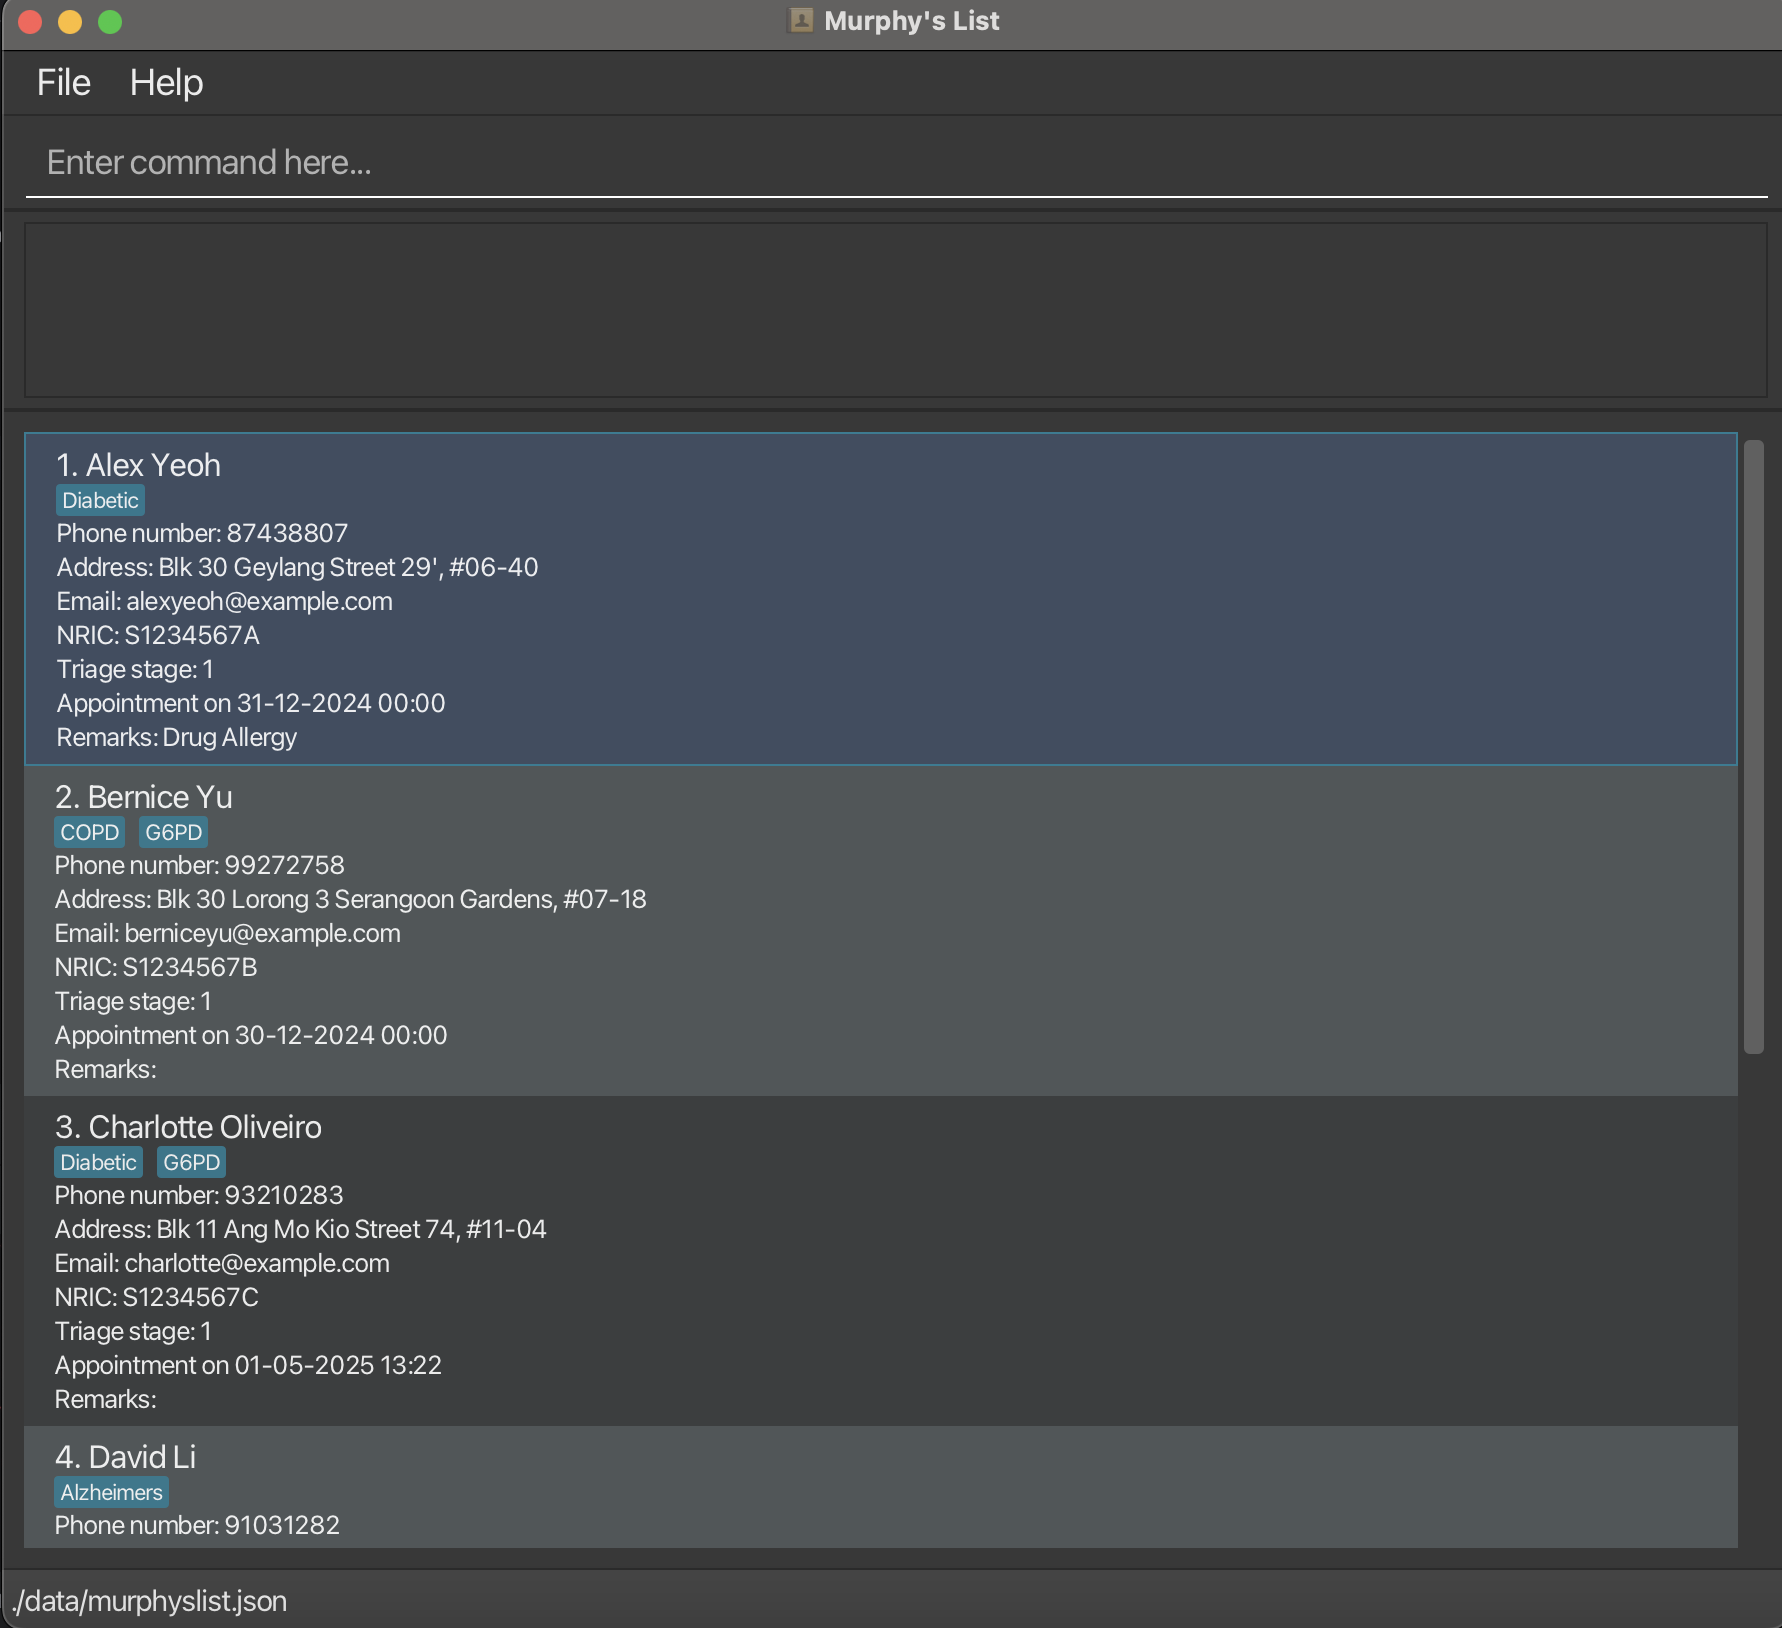 Murphy's List
File Help
Enter command here...
1. Alex Yeoh
Diabetic
Phone number: 87438807
Address: Blk 30 Geylang Street 29', #06-40
Email: alexyeoh@example.com
NRIC: S1234567A
Triage stage: 1
Appointment on 31-12-2024 00:00
Remarks: Drug Allergy
2. Bernice Yu
COPD G6PD
Phone number: 99272758
Address: Blk 30 Lorong 3 Serangoon Gardens, #07-18
Email: berniceyu@example.com
NRIC: S1234567B
Triage stage: 1
Appointment on 30-12-2024 00:00
Remarks:
3. Charlotte Oliveiro
Diabetic G6PD
Phone number: 93210283
Address: Blk 11 Ang Mo Kio Street 74, #11-04
Email: charlotte@example.com
NRIC: S1234567C
Triage stage: 1
Appointment on 01-05-2025 13:22
Remarks:
4. David Li
Alzheimers
Phone number: 91031282
./data/murphyslist.json